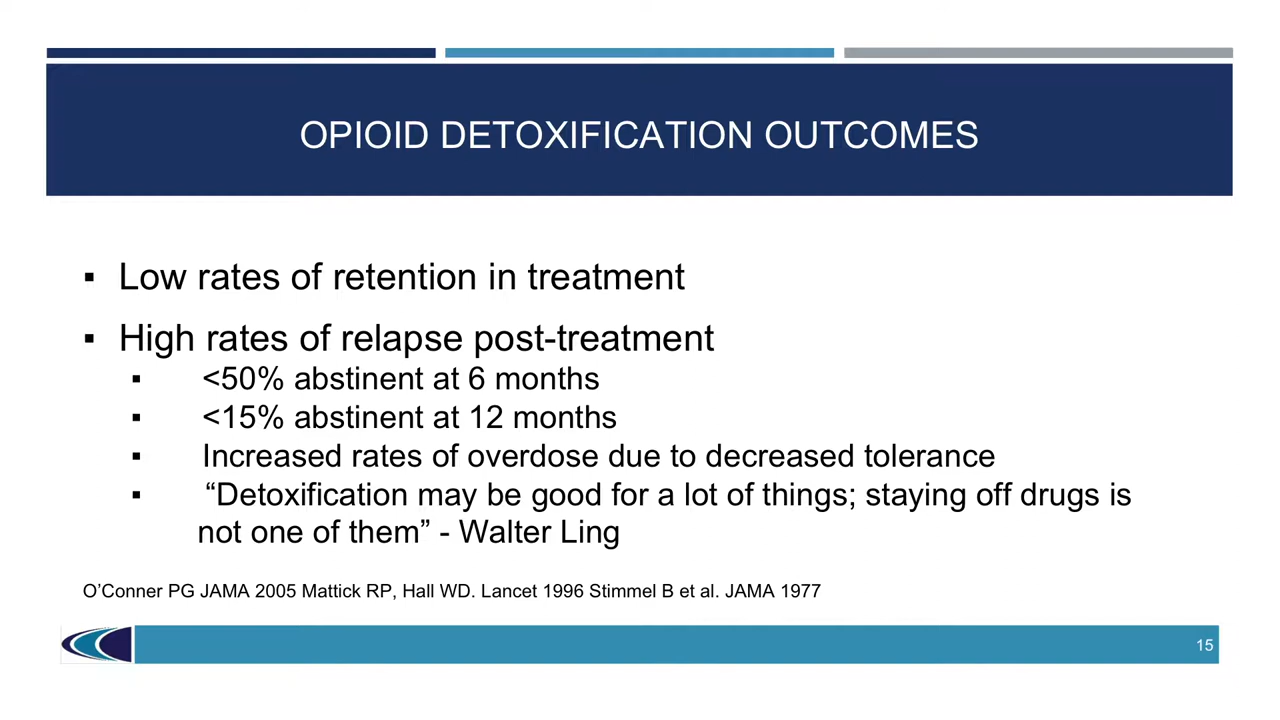 OPIOID DETOXIFICATION OUTCOMES
▪ Low rates of retention in treatment
▪ High rates of relapse post-treatment
▪ <50% abstinent at 6 months
▪ <15% abstinent at 12 months
▪ Increased rates of overdose due to decreased tolerance
▪ “Detoxification may be good for a lot of things; staying off drugs is
not one of them” - Walter Ling
O’Conner PG JAMA 2005 Mattick RP, Hall WD. Lancet 1996 Stimmel B et al. JAMA 1977
15